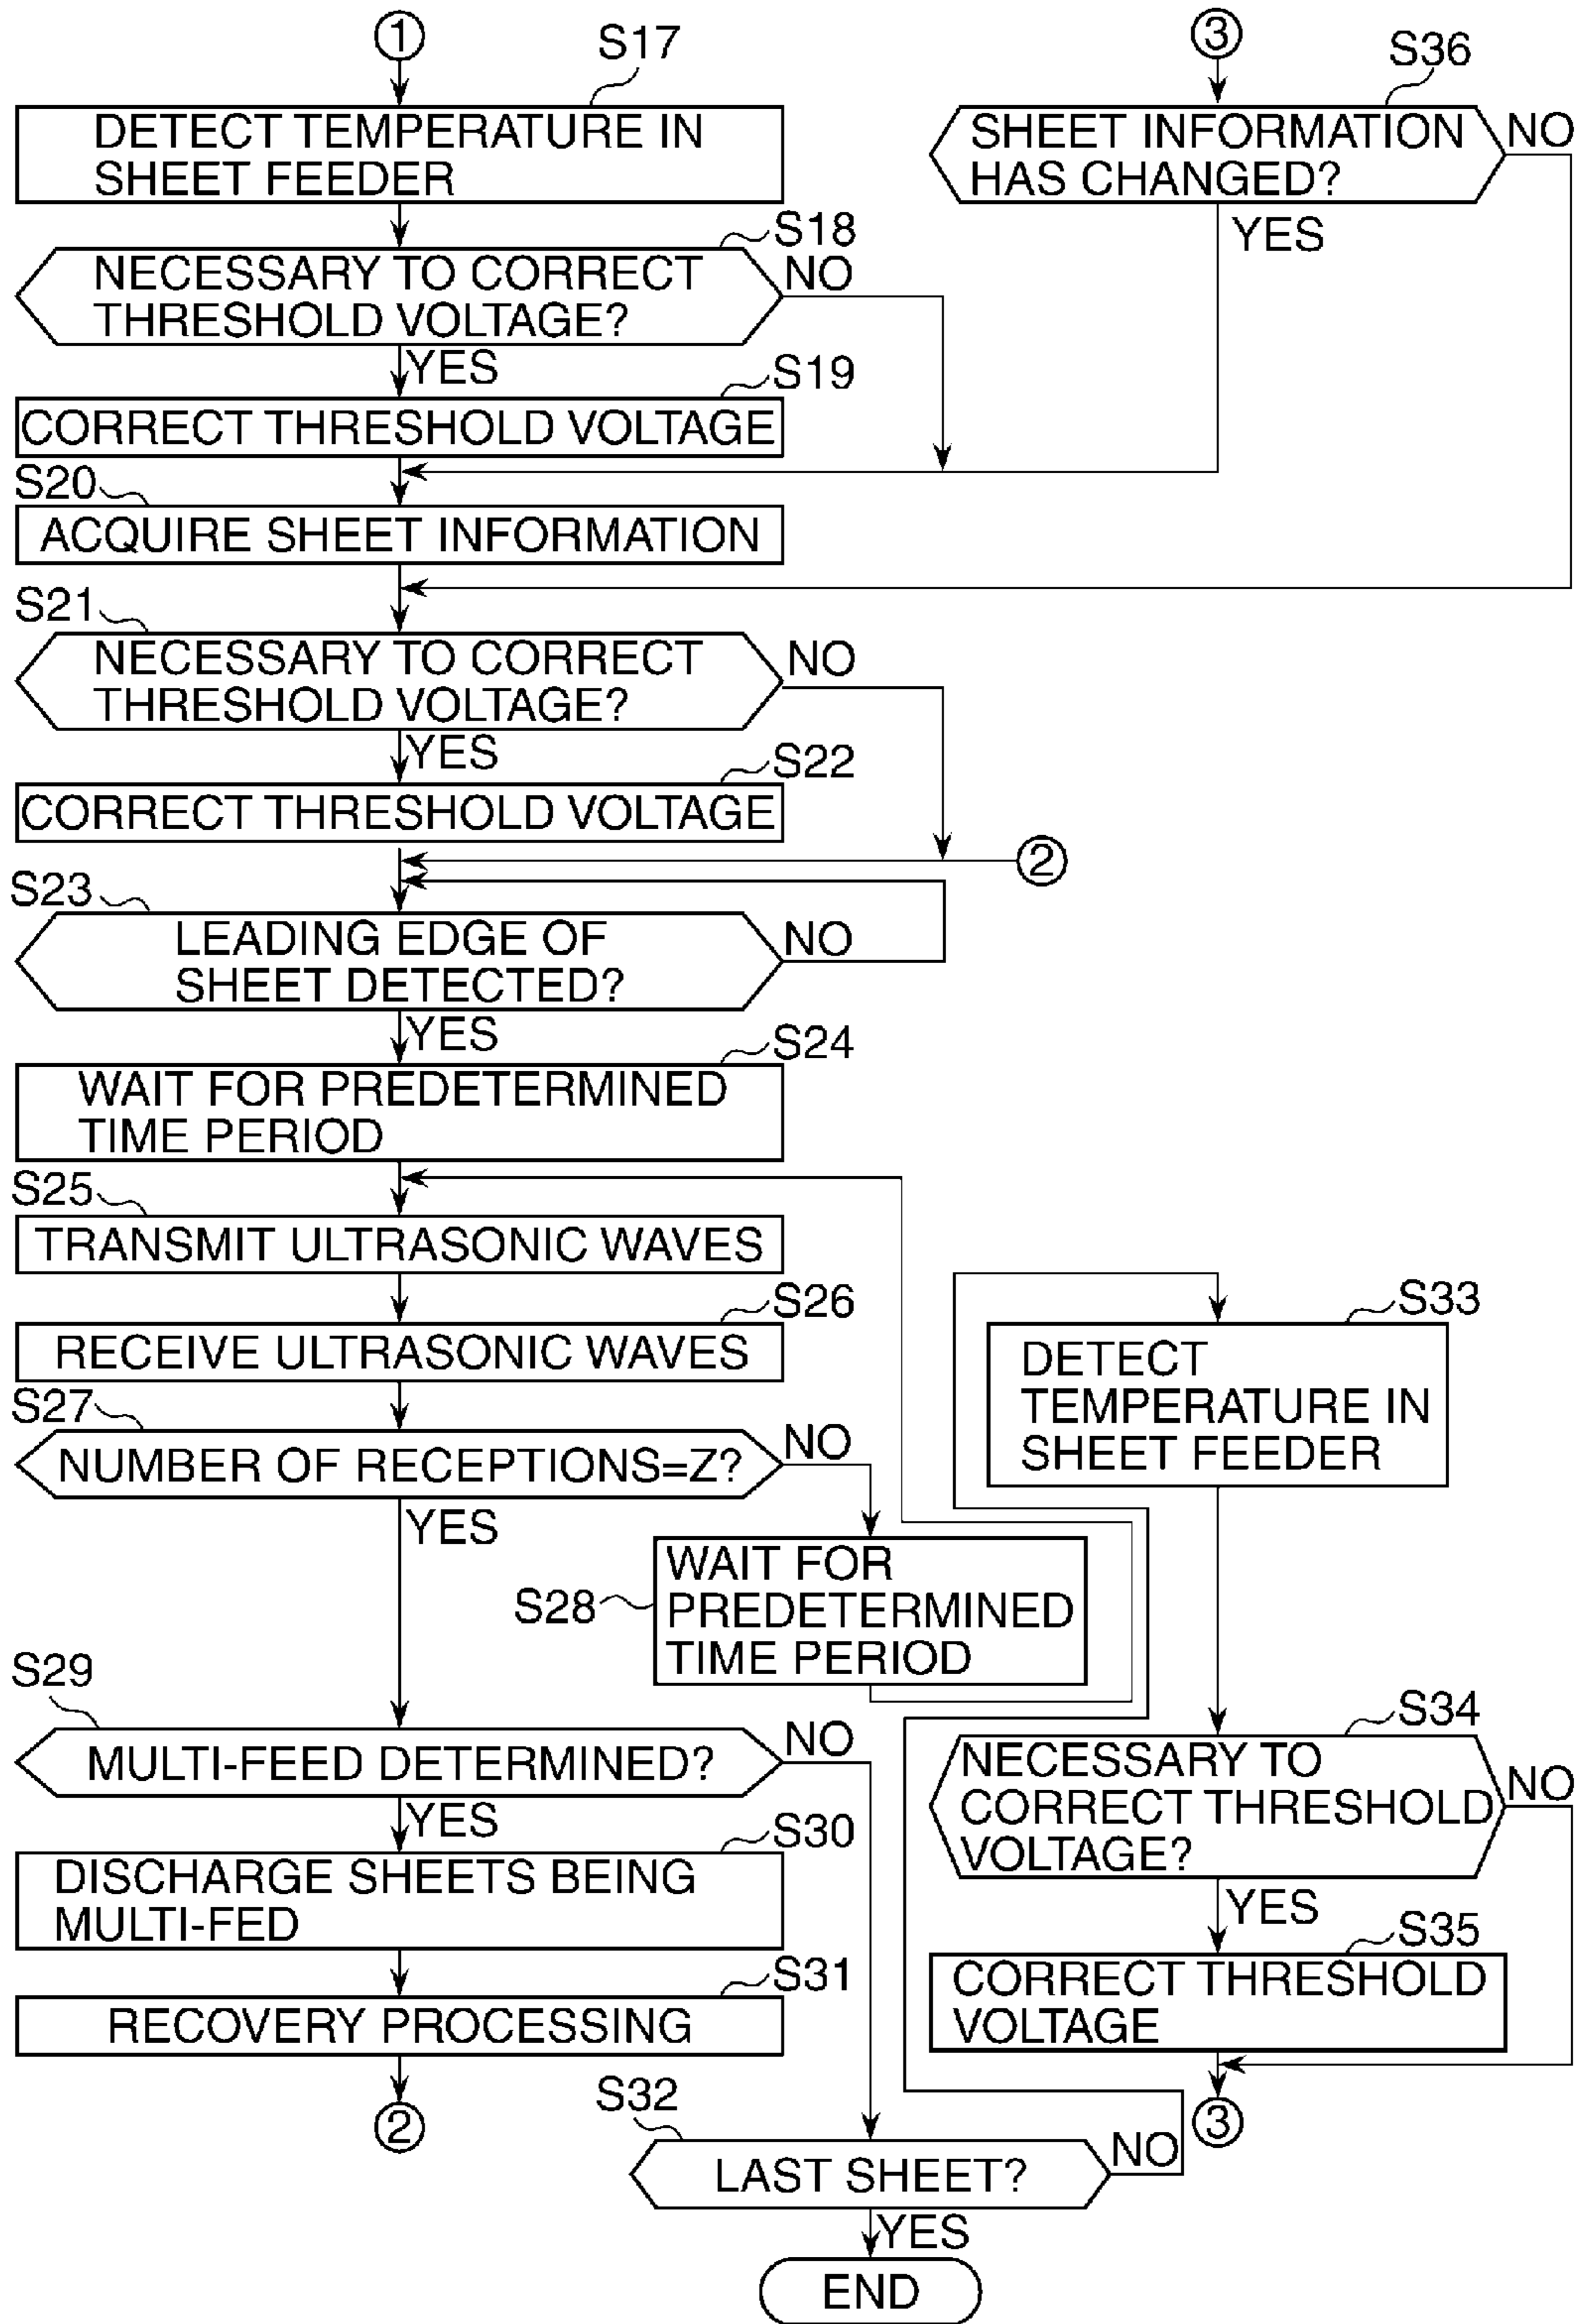 ①
S17
DETECT TEMPERATURE IN
SHEET FEEDER
S18
NECESSARY TO CORRECT
THRESHOLD VOLTAGE?
NO
YES
S19
CORRECT THRESHOLD VOLTAGE
S20
ACQUIRE SHEET INFORMATION
S21
NECESSARY TO CORRECT
THRESHOLD VOLTAGE?
NO
YES
S22
CORRECT THRESHOLD VOLTAGE
②
S23
LEADING EDGE OF
SHEET DETECTED?
NO
YES
S24
WAIT FOR PREDETERMINED
TIME PERIOD
S25
TRANSMIT ULTRASONIC WAVES
S26
RECEIVE ULTRASONIC WAVES
S27
NUMBER OF RECEPTIONS=Z?
NO
YES
S28
WAIT FOR
PREDETERMINED
TIME PERIOD
S29
MULTI-FEED DETERMINED?
NO
YES
S30
DISCHARGE SHEETS BEING
MULTI-FED
S31
RECOVERY PROCESSING
②
S32
LAST SHEET?
NO
YES
END
S33
DETECT
TEMPERATURE IN
SHEET FEEDER
S34
NECESSARY TO
CORRECT THRESHOLD
VOLTAGE?
NO
YES
S35
CORRECT THRESHOLD
VOLTAGE
③
③
S36
SHEET INFORMATION
HAS CHANGED?
NO
YES